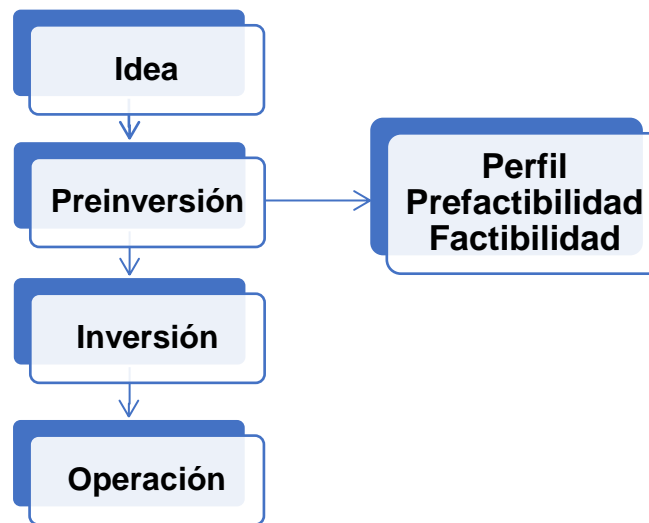 Idea
Preinversión
Perfil
Prefactibilidad
Factibilidad
Inversión
Operación